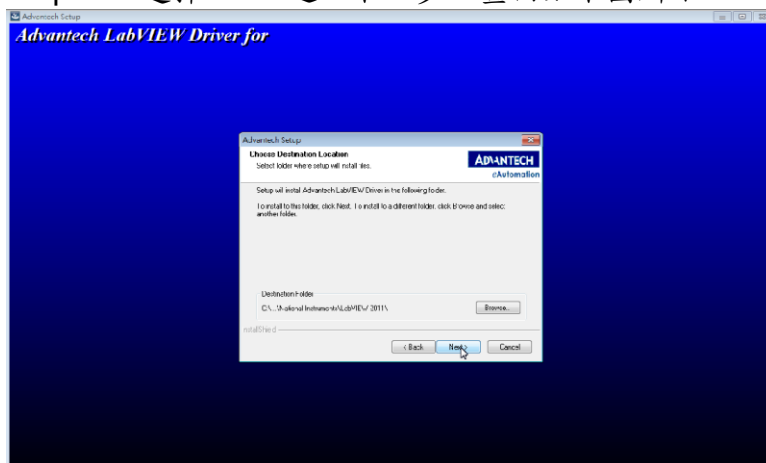 Advantech Setup
Advantech LabVIEW Driver for
Advantech Setup
Choose Destination Location
Select folder where setup will install files.
ADVANTECH
eAutomation
Setup will install Advantech LabVIEW Driver in the following folder.
To install to this folder, click Next. To install to a different folder, click Browse and select
another folder.
Destination Folder
C:\...\National Instruments\LabVIEW 2011\
Browse...
InstallShield
< Back
Next >
Cancel